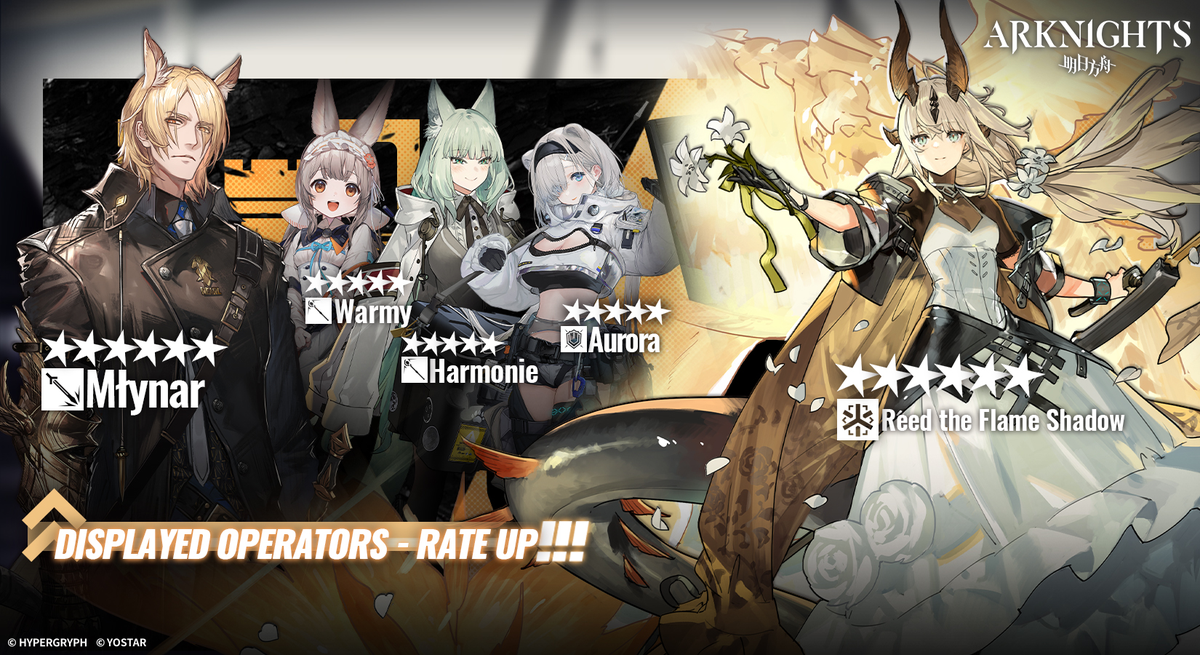 ARKNIGHTS
明日方舟
★★★★★★
Młynar
★★★★★
Warmy
★★★★★
Harmonie
★★★★★
Aurora
★★★★★★
Reed the Flame Shadow
DISPLAYED OPERATORS - RATE UP!!!
© HYPERGRYPH © YOSTAR